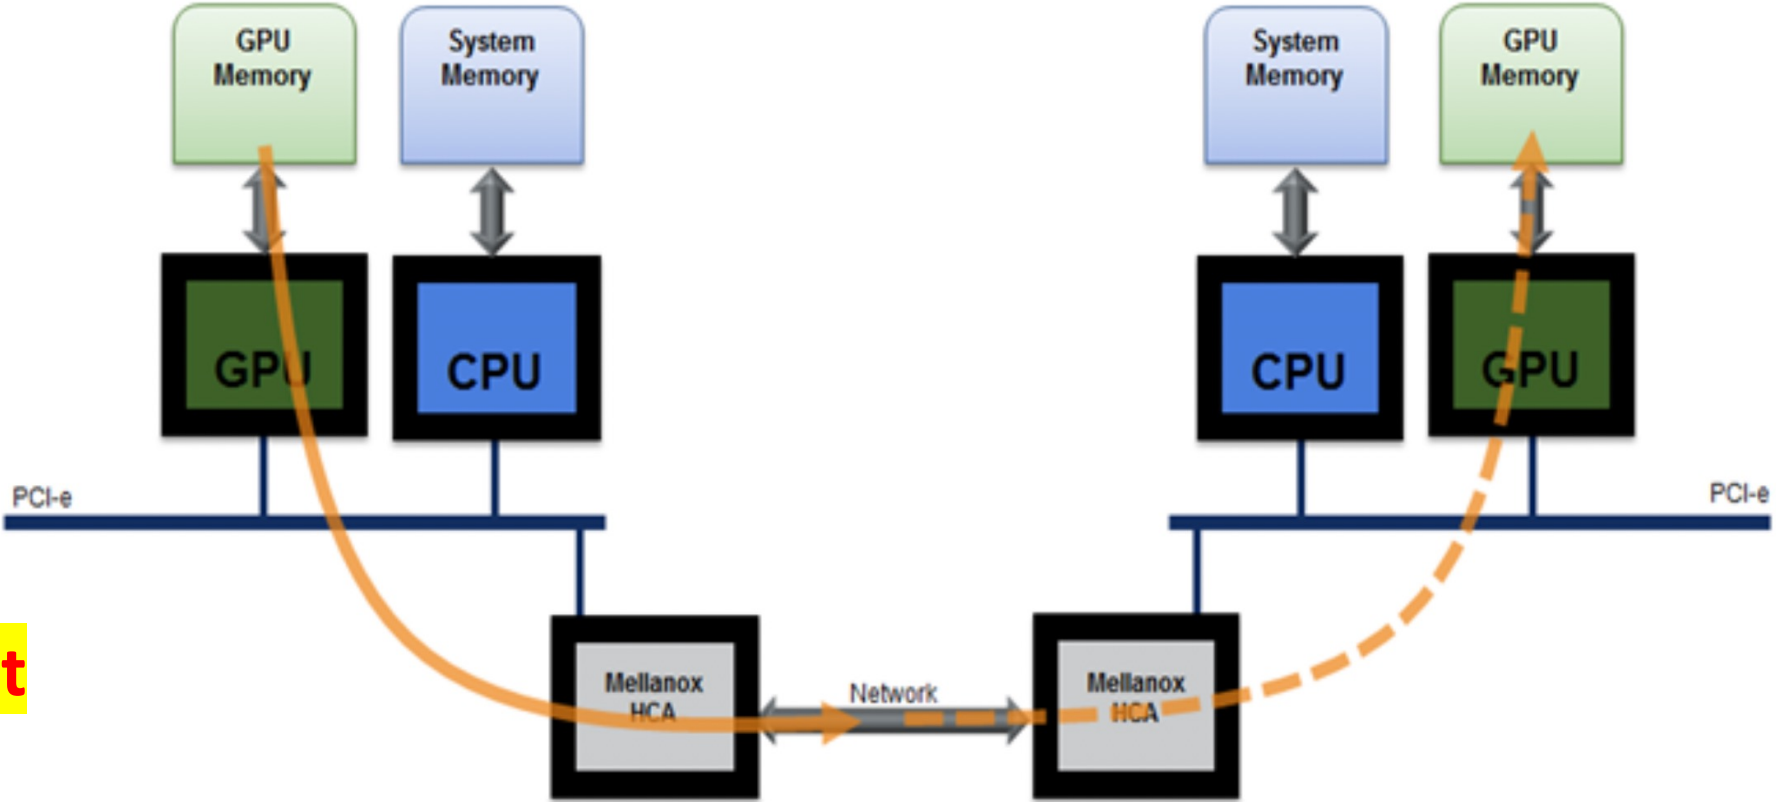 GPU
Memory
System
Memory
System
Memory
GPU
Memory
GPU
CPU
CPU
GPU
PCI-e
PCI-e
t
Mellanox
HCA
Network
Mellanox
HCA